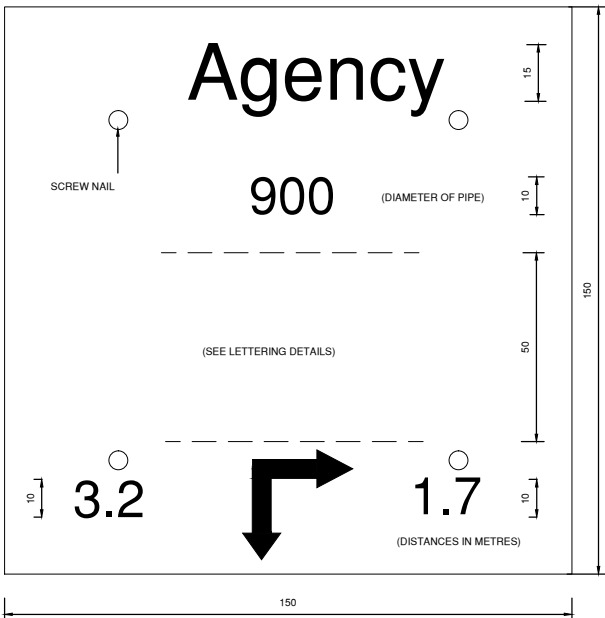 Agency
15
SCREW NAIL
900
(DIAMETER OF PIPE)
10
150
(SEE LETTERING DETAILS)
50
10
3.2
1.7
10
(DISTANCES IN METRES)
150